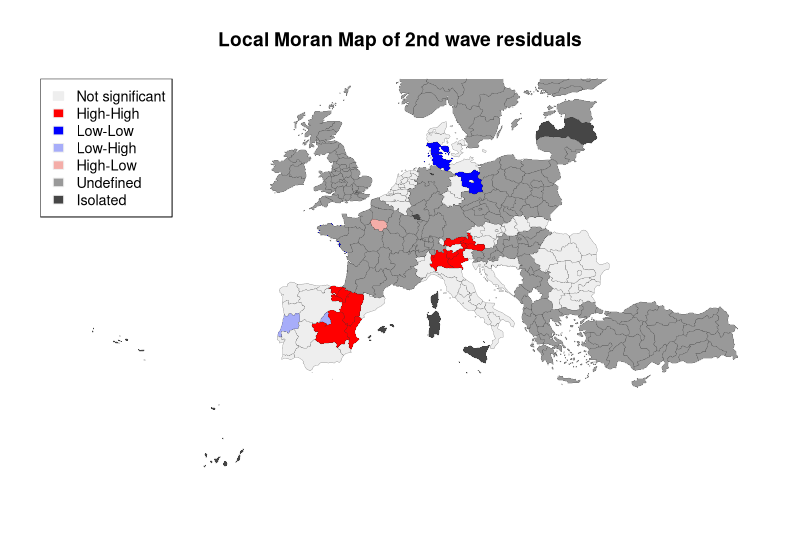 Local Moran Map of 2nd wave residuals
Not significant
High-High
Low-Low
Low-High
High-Low
Undefined
Isolated